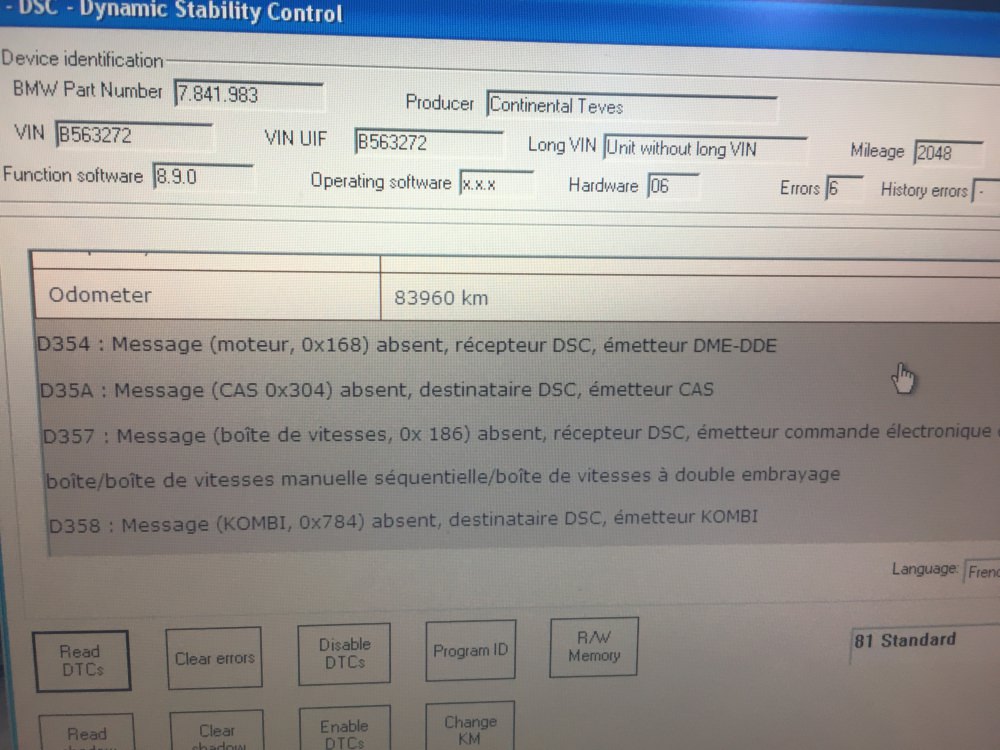 - DSC - Dynamic Stability Control
Device identification
BMW Part Number 7.841.983 Producer Continental Teves
VIN B563272 VIN UIF B563272 Long VIN Unit without long VIN Mileage 2048
Function software 8.9.0 Operating software x.x.x Hardware 06 Errors 6 History errors -
Odometer 83960 km
D354 : Message (moteur, 0x168) absent, récepteur DSC, émetteur DME-DDE
D35A : Message (CAS 0x304) absent, destinataire DSC, émetteur CAS
D357 : Message (boîte de vitesses, 0x 186) absent, récepteur DSC, émetteur commande électronique
boîte/boîte de vitesses manuelle séquentielle/boîte de vitesses à double embrayage
D358 : Message (KOMBI, 0x784) absent, destinataire DSC, émetteur KOMBI
Language: Frenc
Read
DTCs
Clear errors
Disable
DTCs
Program ID
R/W
Memory
81 Standard
Read
Clear
shadow
Enable
DTCs
Change
KM